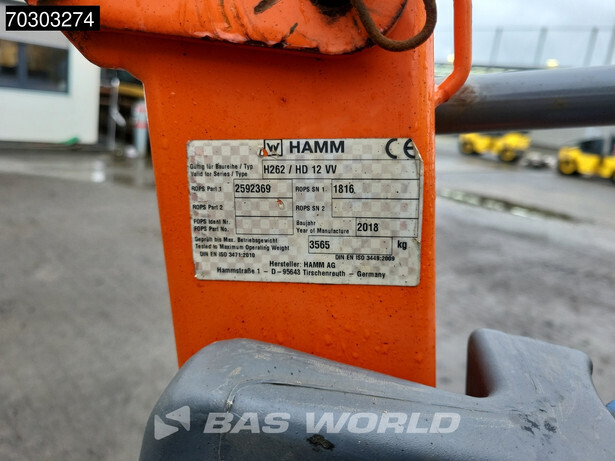 70303274
W HAMM CE
Gültig für Baureihe / Typ
Valid for Series / Type
H262 / HD 12 VV
ROPS Part 1 2592369 ROPS SN 1 1816
ROPS Part 2 ROPS SN 2
FOPS Ident Nr.
FOPS Part No.
Baujahr
Year of Manufacture 2018
Geprüft bis Max. Betriebsgewicht
Tested to Maximum Operating Weight 3565 kg
DIN EN ISO 3471:2010 DIN EN ISO 3449:2009
Hersteller: HAMM AG
Hammstraße 1 - D - 95643 Tirschenreuth - Germany
BAS WORLD